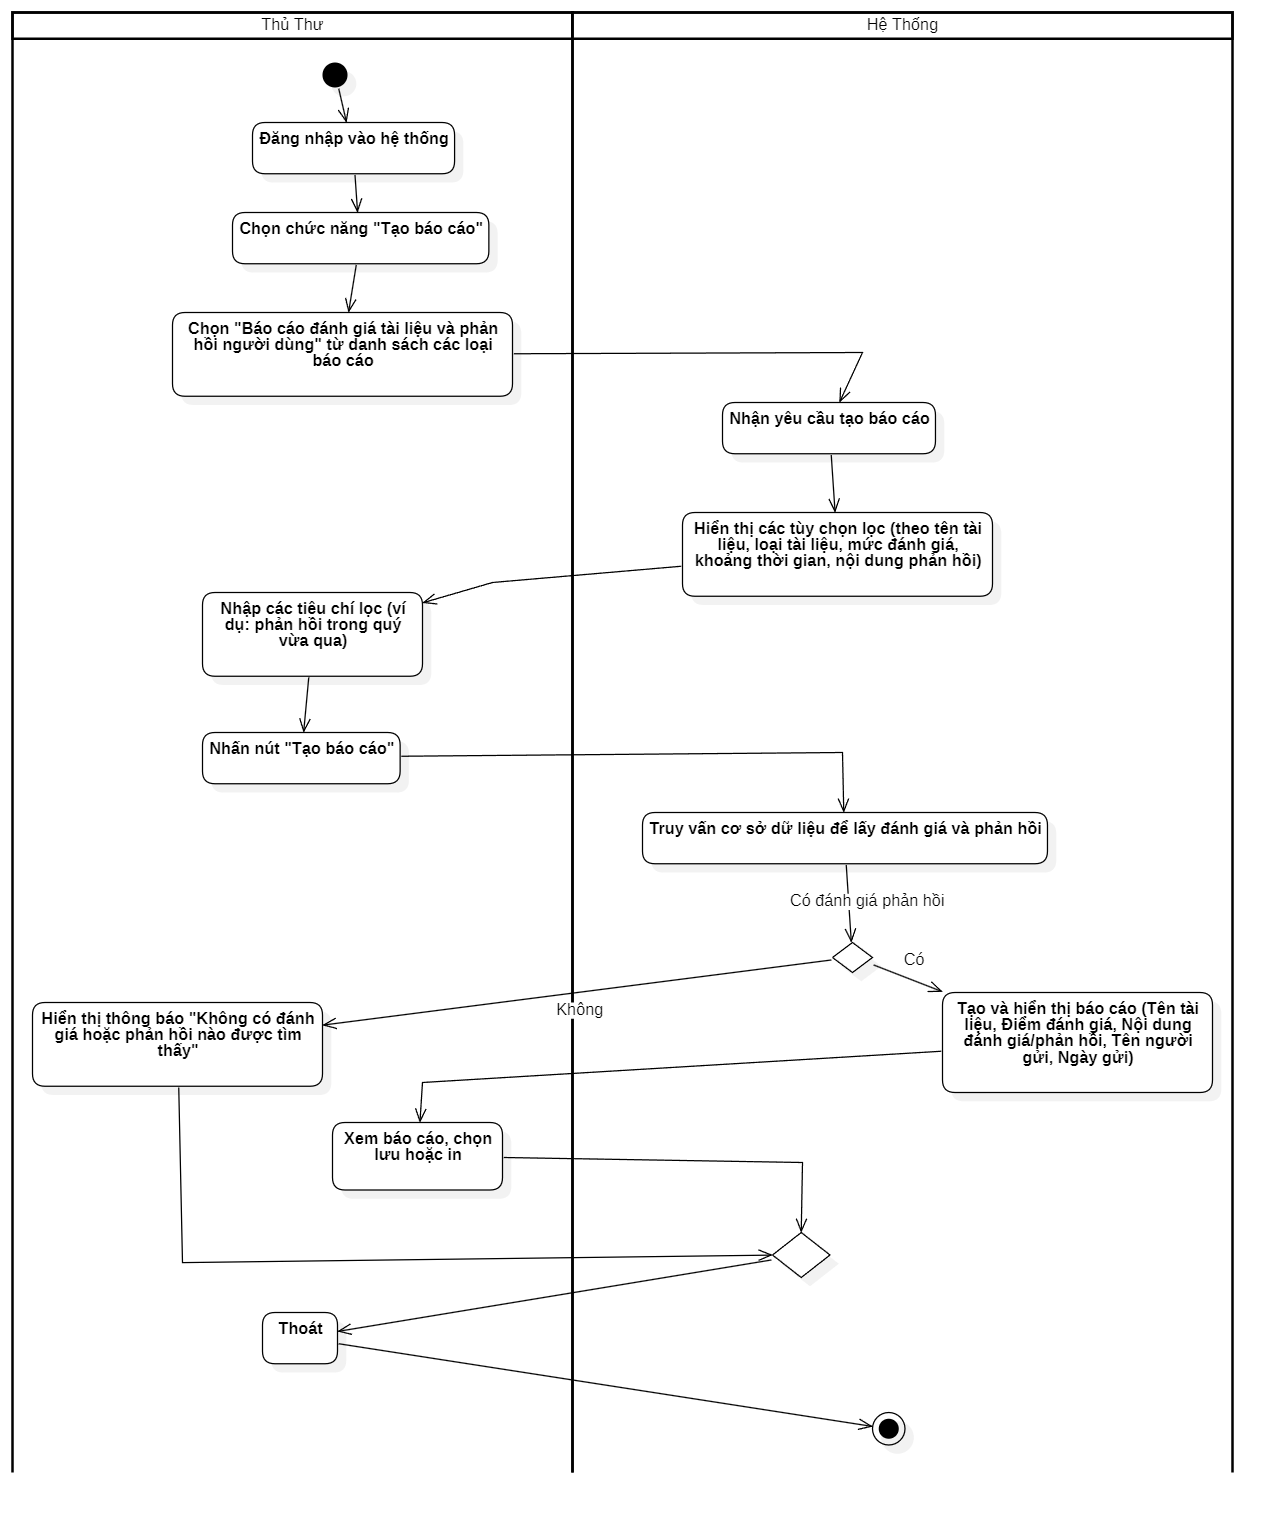 Thủ Thư
Hệ Thống
Đăng nhập vào hệ thống
Chọn chức năng "Tạo báo cáo"
Chọn "Báo cáo đánh giá tài liệu và phản
hồi người dùng" từ danh sách các loại
báo cáo
Nhận yêu cầu tạo báo cáo
Hiển thị các tùy chọn lọc (theo tên tài
liệu, loại tài liệu, mức đánh giá,
khoảng thời gian, nội dung phản hồi)
Nhập các tiêu chí lọc (ví
dụ: phản hồi trong quý
vừa qua)
Nhấn nút "Tạo báo cáo"
Truy vấn cơ sở dữ liệu để lấy đánh giá và phản hồi
Có đánh giá phản hồi
Có
Không
Hiển thị thông báo "Không có đánh
giá hoặc phản hồi nào được tìm
thấy"
Tạo và hiển thị báo cáo (Tên tài
liệu, Điểm đánh giá, Nội dung
đánh giá/phản hồi, Tên người
gửi, Ngày gửi)
Xem báo cáo, chọn
lưu hoặc in
Thoát